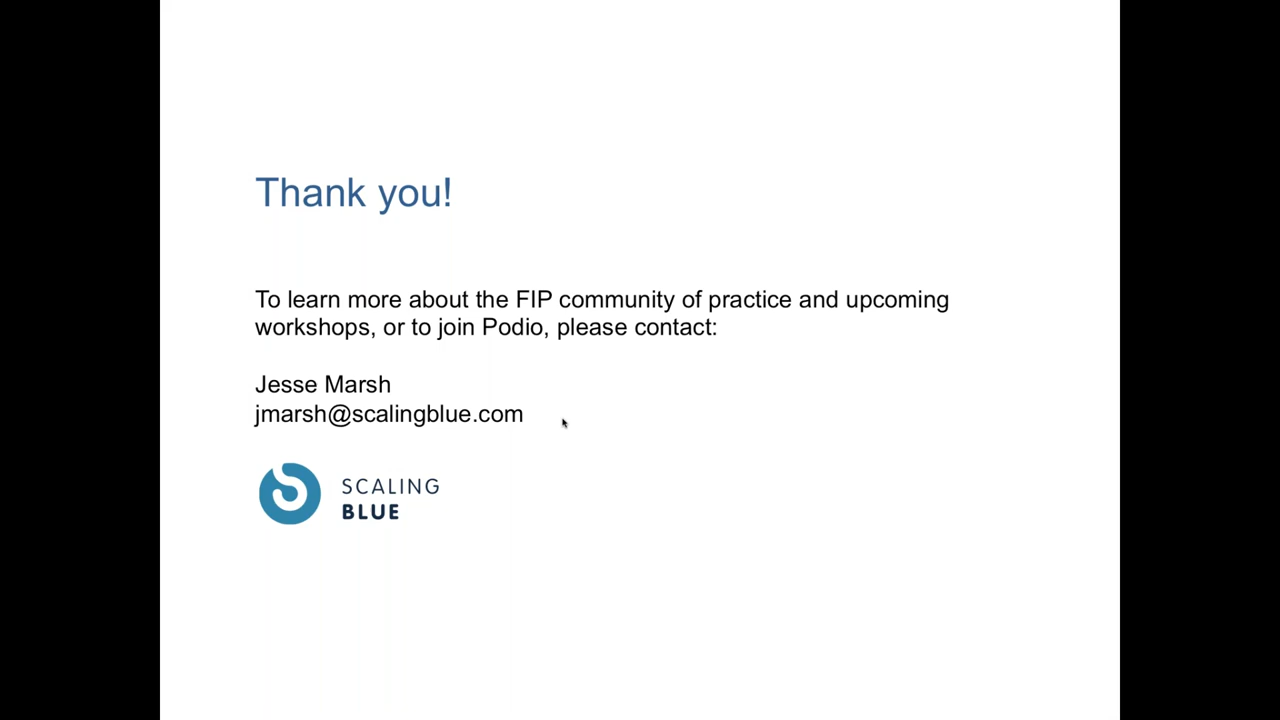 Thank you!
To learn more about the FIP community of practice and upcoming
workshops, or to join Podio, please contact:
Jesse Marsh
jmarsh@scalingblue.com
SCALING
BLUE